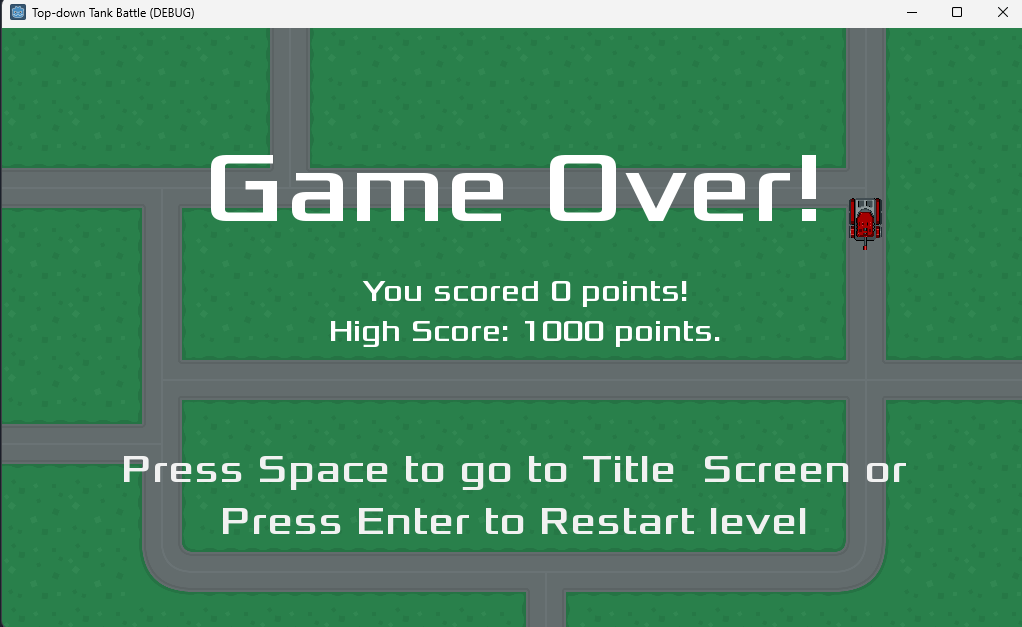 Top-down Tank Battle (DEBUG)
Game Over!
You scored 0 points!
High Score: 1000 points.
Press Space to go to Title  Screen or
Press Enter to Restart level